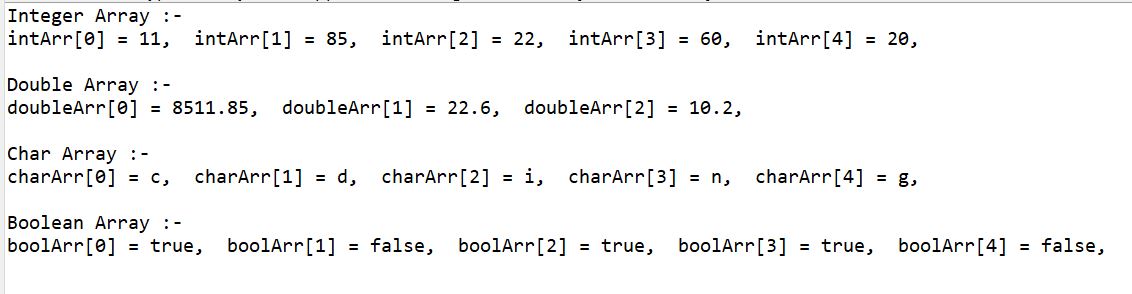 Integer Array :-
intArr[0] = 11,  intArr[1] = 85,  intArr[2] = 22,  intArr[3] = 60,  intArr[4] = 20,
Double Array :-
doubleArr[0] = 8511.85,  doubleArr[1] = 22.6,  doubleArr[2] = 10.2,
Char Array :-
charArr[0] = c,  charArr[1] = d,  charArr[2] = i,  charArr[3] = n,  charArr[4] = g,
Boolean Array :-
boolArr[0] = true,  boolArr[1] = false,  boolArr[2] = true,  boolArr[3] = true,  boolArr[4] = false,